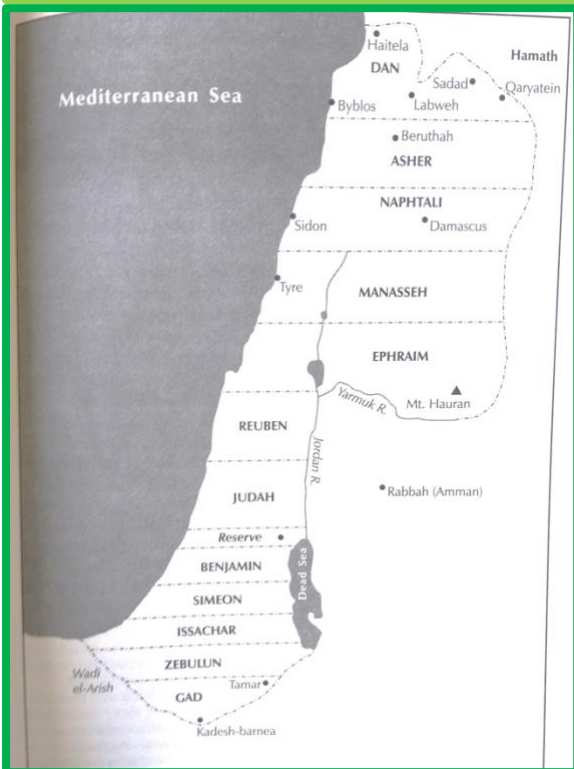 Haitela
DAN
Hamath
Mediterranean Sea
Sadad
Qaryatein
Byblos
Labweh
Beruthah
ASHER
NAPHTALI
Sidon
Damascus
Tyre
MANASSEH
EPHRAIM
Yarmuk R.
Mt. Hauran
REUBEN
Jordan R.
JUDAH
Rabbah (Amman)
Reserve
BENJAMIN
Dead Sea
SIMEON
ISSACHAR
ZEBULUN
Wadi
el-Arish
Tamar
GAD
Kadesh-barnea